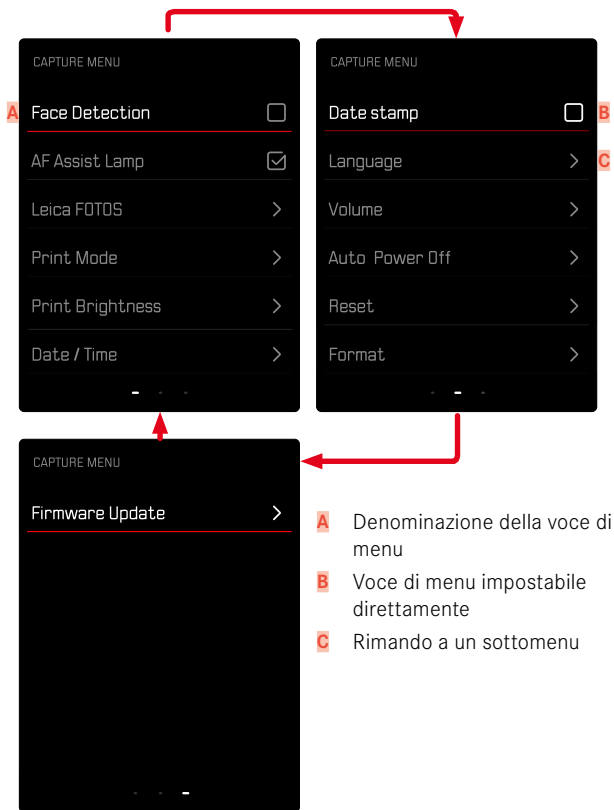 CAPTURE MENU
A Face Detection
AF Assist Lamp
Leica FOTOS
Print Mode
Print Brightness
Date / Time
CAPTURE MENU
Date stamp B
Language C
Volume
Auto Power Off
Reset
Format
CAPTURE MENU
Firmware Update
A Denominazione della voce di
menu
B Voce di menu impostabile
direttamente
C Rimando a un sottomenu